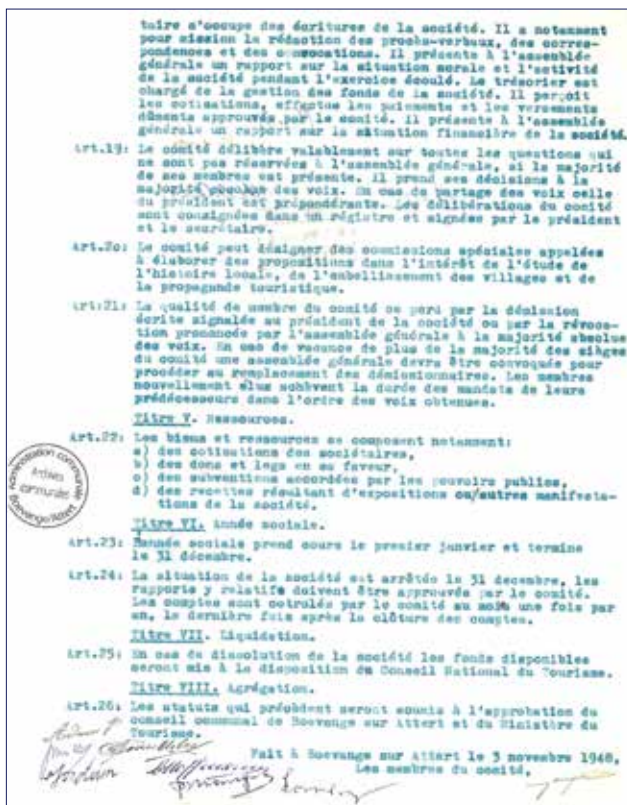 taire s'occupe des écritures de la société. Il a notamment
pour mission la rédaction des procès-verbaux, des corres-
pondences et des convocations. Il présente à l'assemblée
générale un rapport sur la situation morale et l'activité
de la société pendant l'exercice écoulé. Le trésorier est
chargé de la gestion des fonds de la société. Il perçoit
les cotisations, effectue les paiements et les versements
dûments approuvés par le comité. Il présente à l'assemblée
générale un rapport sur la situation financière de la société.
Art.19: Le comité délibère valablement sur toutes les questions qui
ne sont pas réservées à l'assemblée générale, si la majorité
de ses membres est présente. Il prend ses décisions à la
majorité absolue des voix. En cas de partage des voix celle
du président est prépondérante. Les délibérations du comité
sont consignées dans un régistre et signées par le président
et le secrétaire.
Art.2o: Le comité peut désigner des commissions spéciales appelées
à élaborer des propositions dans l'intérêt de l'étude de
l'histoire locale, de l'embellissement des villages et de
la propagande touristique.
Art:21: La qualité de membre du comité se perd par la démission
écrite signalée au président de la société ou par la révoca-
tion prononcée par l'assemblée générale à la majorité absolue
des voix. En cas de vacance de plus de la majorité des sièges
du comité une assemblée générale devra être convoquée pour
procéder au remplacement des démissionnaires. Les membres
nouvellement élus achèvent la durée des mandats de leurs
prédécesseurs dans l'ordre des voix obtenues.
Titre V. Ressources.
Art.22: Les biens et ressources se composent notamment:
a) des cotisations des sociétaires,
b) des dons et legs en sa faveur,
c) des subventions accordées par les pouvoirs publics,
d) des recettes résultant d'expositions ou/autres manifesta-
tions de la société.
Administration communale
Archives
communales
Boevange/Attert
Titre VI. Année sociale.
Art.23: L'année sociale prend cours le premier janvier et termine
le 31 décembre.
Art.24: La situation de la société est arrêtée le 31 decembre, les
rapports y relatifs doivent être approuvés par le comité.
Les comptes sont cotrolés par le comité au moin une fois par
an, la dernière fois après la clôture des comptes.
Titre VII. Liquidation.
Art.25: En cas de dissolution de la société les fonds disponibles
seront mis à la disposition du Conseil National du Tourisme.
Titre VIII. Agrégation.
Art.26: Les statuts qui précèdent seront soumis à l'approbation du
conseil communal de Boevange sur Attert et du Ministère du
Tourisme.
Fait à Boevange sur Attert le 3 novembre 1948,
Les membres du comité,